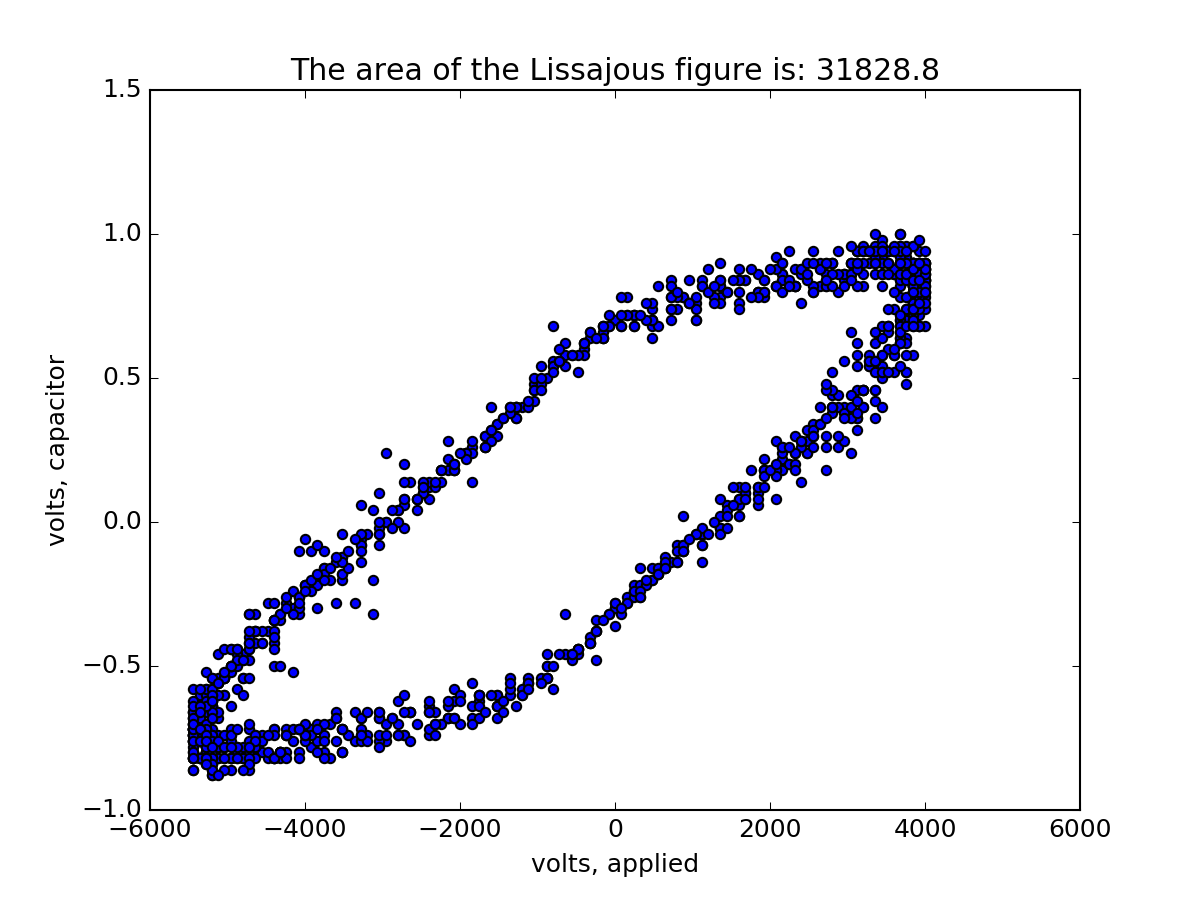 The area of the Lissajous figure is: 31828.8
1.5
1.0
0.5
0.0
−0.5
−1.0
volts, capacitor
−6000 −4000 −2000 0 2000 4000 6000
volts, applied